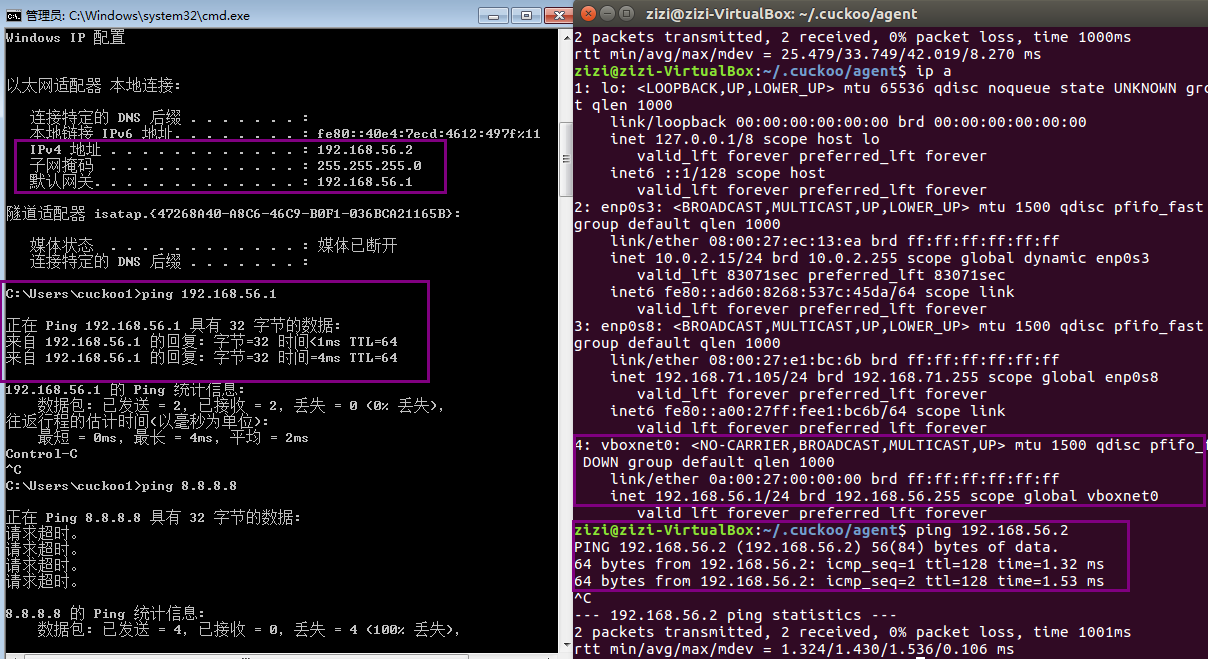 管理员: C:\Windows\system32\cmd.exe
Windows IP 配置
以太网适配器 本地连接:
连接特定的 DNS 后缀 . . . . . . . :
本地链接 IPv6 地址. . . . . . . . : fe80::40e4:7ecd:4612:497f%11
IPv4 地址 . . . . . . . . . . . . : 192.168.56.2
子网掩码 . . . . . . . . . . . . : 255.255.255.0
默认网关. . . . . . . . . . . . . : 192.168.56.1
隧道适配器 isatap.{47268A40-A8C6-46C9-B0F1-036BCA21165B}:
媒体状态 . . . . . . . . . . . . : 媒体已断开
连接特定的 DNS 后缀 . . . . . . . :
C:\Users\cuckoo1>ping 192.168.56.1
正在 Ping 192.168.56.1 具有 32 字节的数据:
来自 192.168.56.1 的回复: 字节=32 时间<1ms TTL=64
来自 192.168.56.1 的回复: 字节=32 时间=4ms TTL=64
192.168.56.1 的 Ping 统计信息:
数据包: 已发送 = 2, 已接收 = 2, 丢失 = 0 (0% 丢失),
往返行程的估计时间(以毫秒为单位):
最短 = 0ms, 最长 = 4ms, 平均 = 2ms
Control-C
^C
C:\Users\cuckoo1>ping 8.8.8.8
正在 Ping 8.8.8.8 具有 32 字节的数据:
请求超时。
请求超时。
请求超时。
请求超时。
8.8.8.8 的 Ping 统计信息:
数据包: 已发送 = 4, 已接收 = 0, 丢失 = 4 (100% 丢失),
zizi@zizi-VirtualBox: ~/.cuckoo/agent
2 packets transmitted, 2 received, 0% packet loss, time 1000ms
rtt min/avg/max/mdev = 25.479/33.749/42.019/8.270 ms
zizi@zizi-VirtualBox:~/.cuckoo/agent$ ip a
1: lo: <LOOPBACK,UP,LOWER_UP> mtu 65536 qdisc noqueue state UNKNOWN gro
t qlen 1000
link/loopback 00:00:00:00:00:00 brd 00:00:00:00:00:00
inet 127.0.0.1/8 scope host lo
valid_lft forever preferred_lft forever
inet6 ::1/128 scope host
valid_lft forever preferred_lft forever
2: enp0s3: <BROADCAST,MULTICAST,UP,LOWER_UP> mtu 1500 qdisc pfifo_fast
group default qlen 1000
link/ether 08:00:27:ec:13:ea brd ff:ff:ff:ff:ff:ff
inet 10.0.2.15/24 brd 10.0.2.255 scope global dynamic enp0s3
valid_lft 83071sec preferred_lft 83071sec
inet6 fe80::ad60:8268:537c:45da/64 scope link
valid_lft forever preferred_lft forever
3: enp0s8: <BROADCAST,MULTICAST,UP,LOWER_UP> mtu 1500 qdisc pfifo_fast
group default qlen 1000
link/ether 08:00:27:e1:bc:6b brd ff:ff:ff:ff:ff:ff
inet 192.168.71.105/24 brd 192.168.71.255 scope global enp0s8
valid_lft forever preferred_lft forever
inet6 fe80::a00:27ff:fee1:bc6b/64 scope link
valid_lft forever preferred_lft forever
4: vboxnet0: <NO-CARRIER,BROADCAST,MULTICAST,UP> mtu 1500 qdisc pfifo_f
DOWN group default qlen 1000
link/ether 0a:00:27:00:00:00 brd ff:ff:ff:ff:ff:ff
inet 192.168.56.1/24 brd 192.168.56.255 scope global vboxnet0
valid_lft forever preferred_lft forever
zizi@zizi-VirtualBox:~/.cuckoo/agent$ ping 192.168.56.2
PING 192.168.56.2 (192.168.56.2) 56(84) bytes of data.
64 bytes from 192.168.56.2: icmp_seq=1 ttl=128 time=1.32 ms
64 bytes from 192.168.56.2: icmp_seq=2 ttl=128 time=1.53 ms
^C
--- 192.168.56.2 ping statistics ---
2 packets transmitted, 2 received, 0% packet loss, time 1001ms
rtt min/avg/max/mdev = 1.324/1.430/1.536/0.106 ms